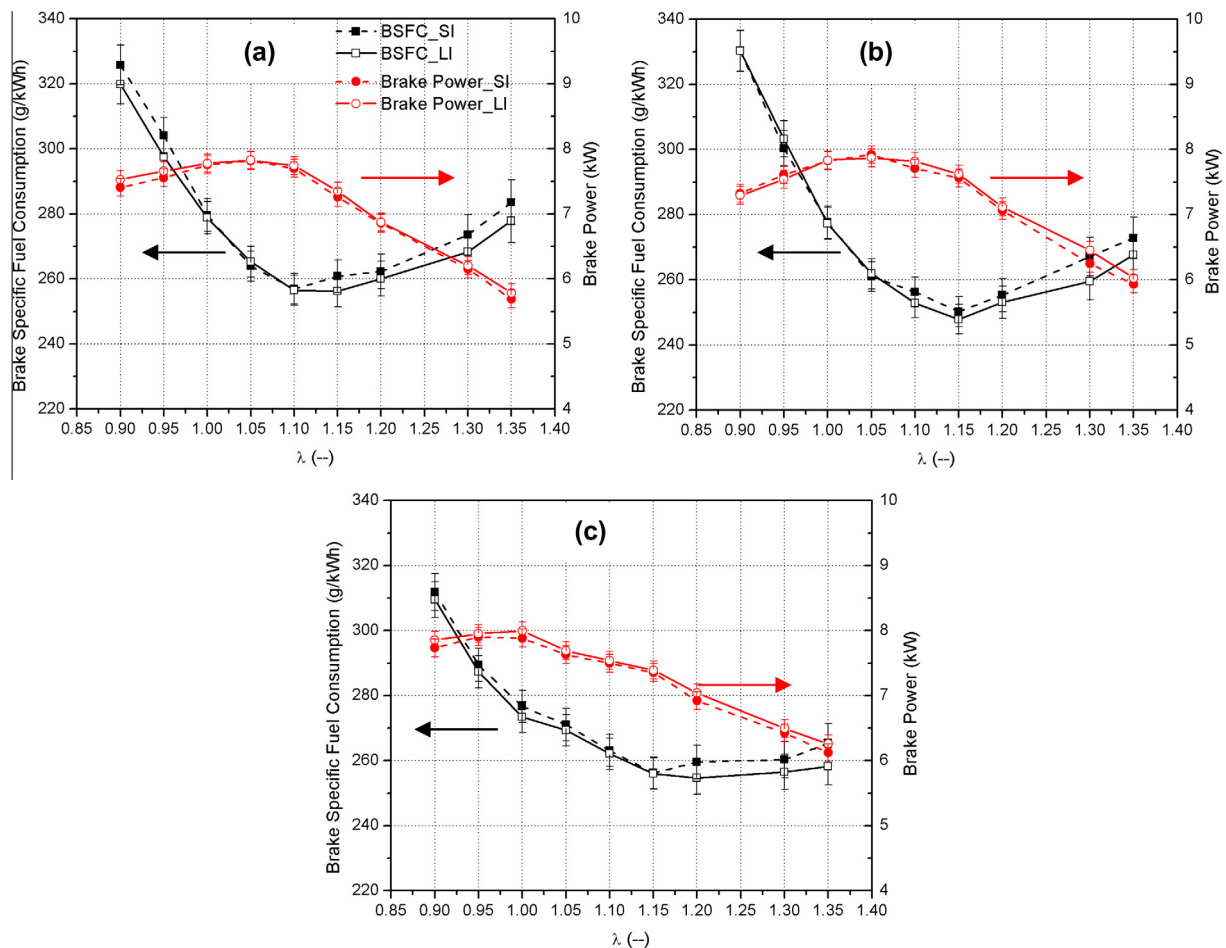 (a)
BSFC_SI
BSFC_LI
Brake Power_SI
Brake Power_LI
Brake Specific Fuel Consumption (g/kWh)
340
320
300
280
260
240
220
10
9
8
7
6
5
4
Brake Power (kW)
0.85 0.90 0.95 1.00 1.05 1.10 1.15 1.20 1.25 1.30 1.35 1.40
λ (--)
(b)
Brake Specific Fuel Consumption (g/kWh)
340
320
300
280
260
240
220
10
9
8
7
6
5
4
Brake Power (kW)
0.85 0.90 0.95 1.00 1.05 1.10 1.15 1.20 1.25 1.30 1.35 1.40
λ (--)
(c)
Brake Specific Fuel Consumption (g/kWh)
340
320
300
280
260
240
220
10
9
8
7
6
5
4
Brake Power (kW)
0.85 0.90 0.95 1.00 1.05 1.10 1.15 1.20 1.25 1.30 1.35 1.40
λ (--)